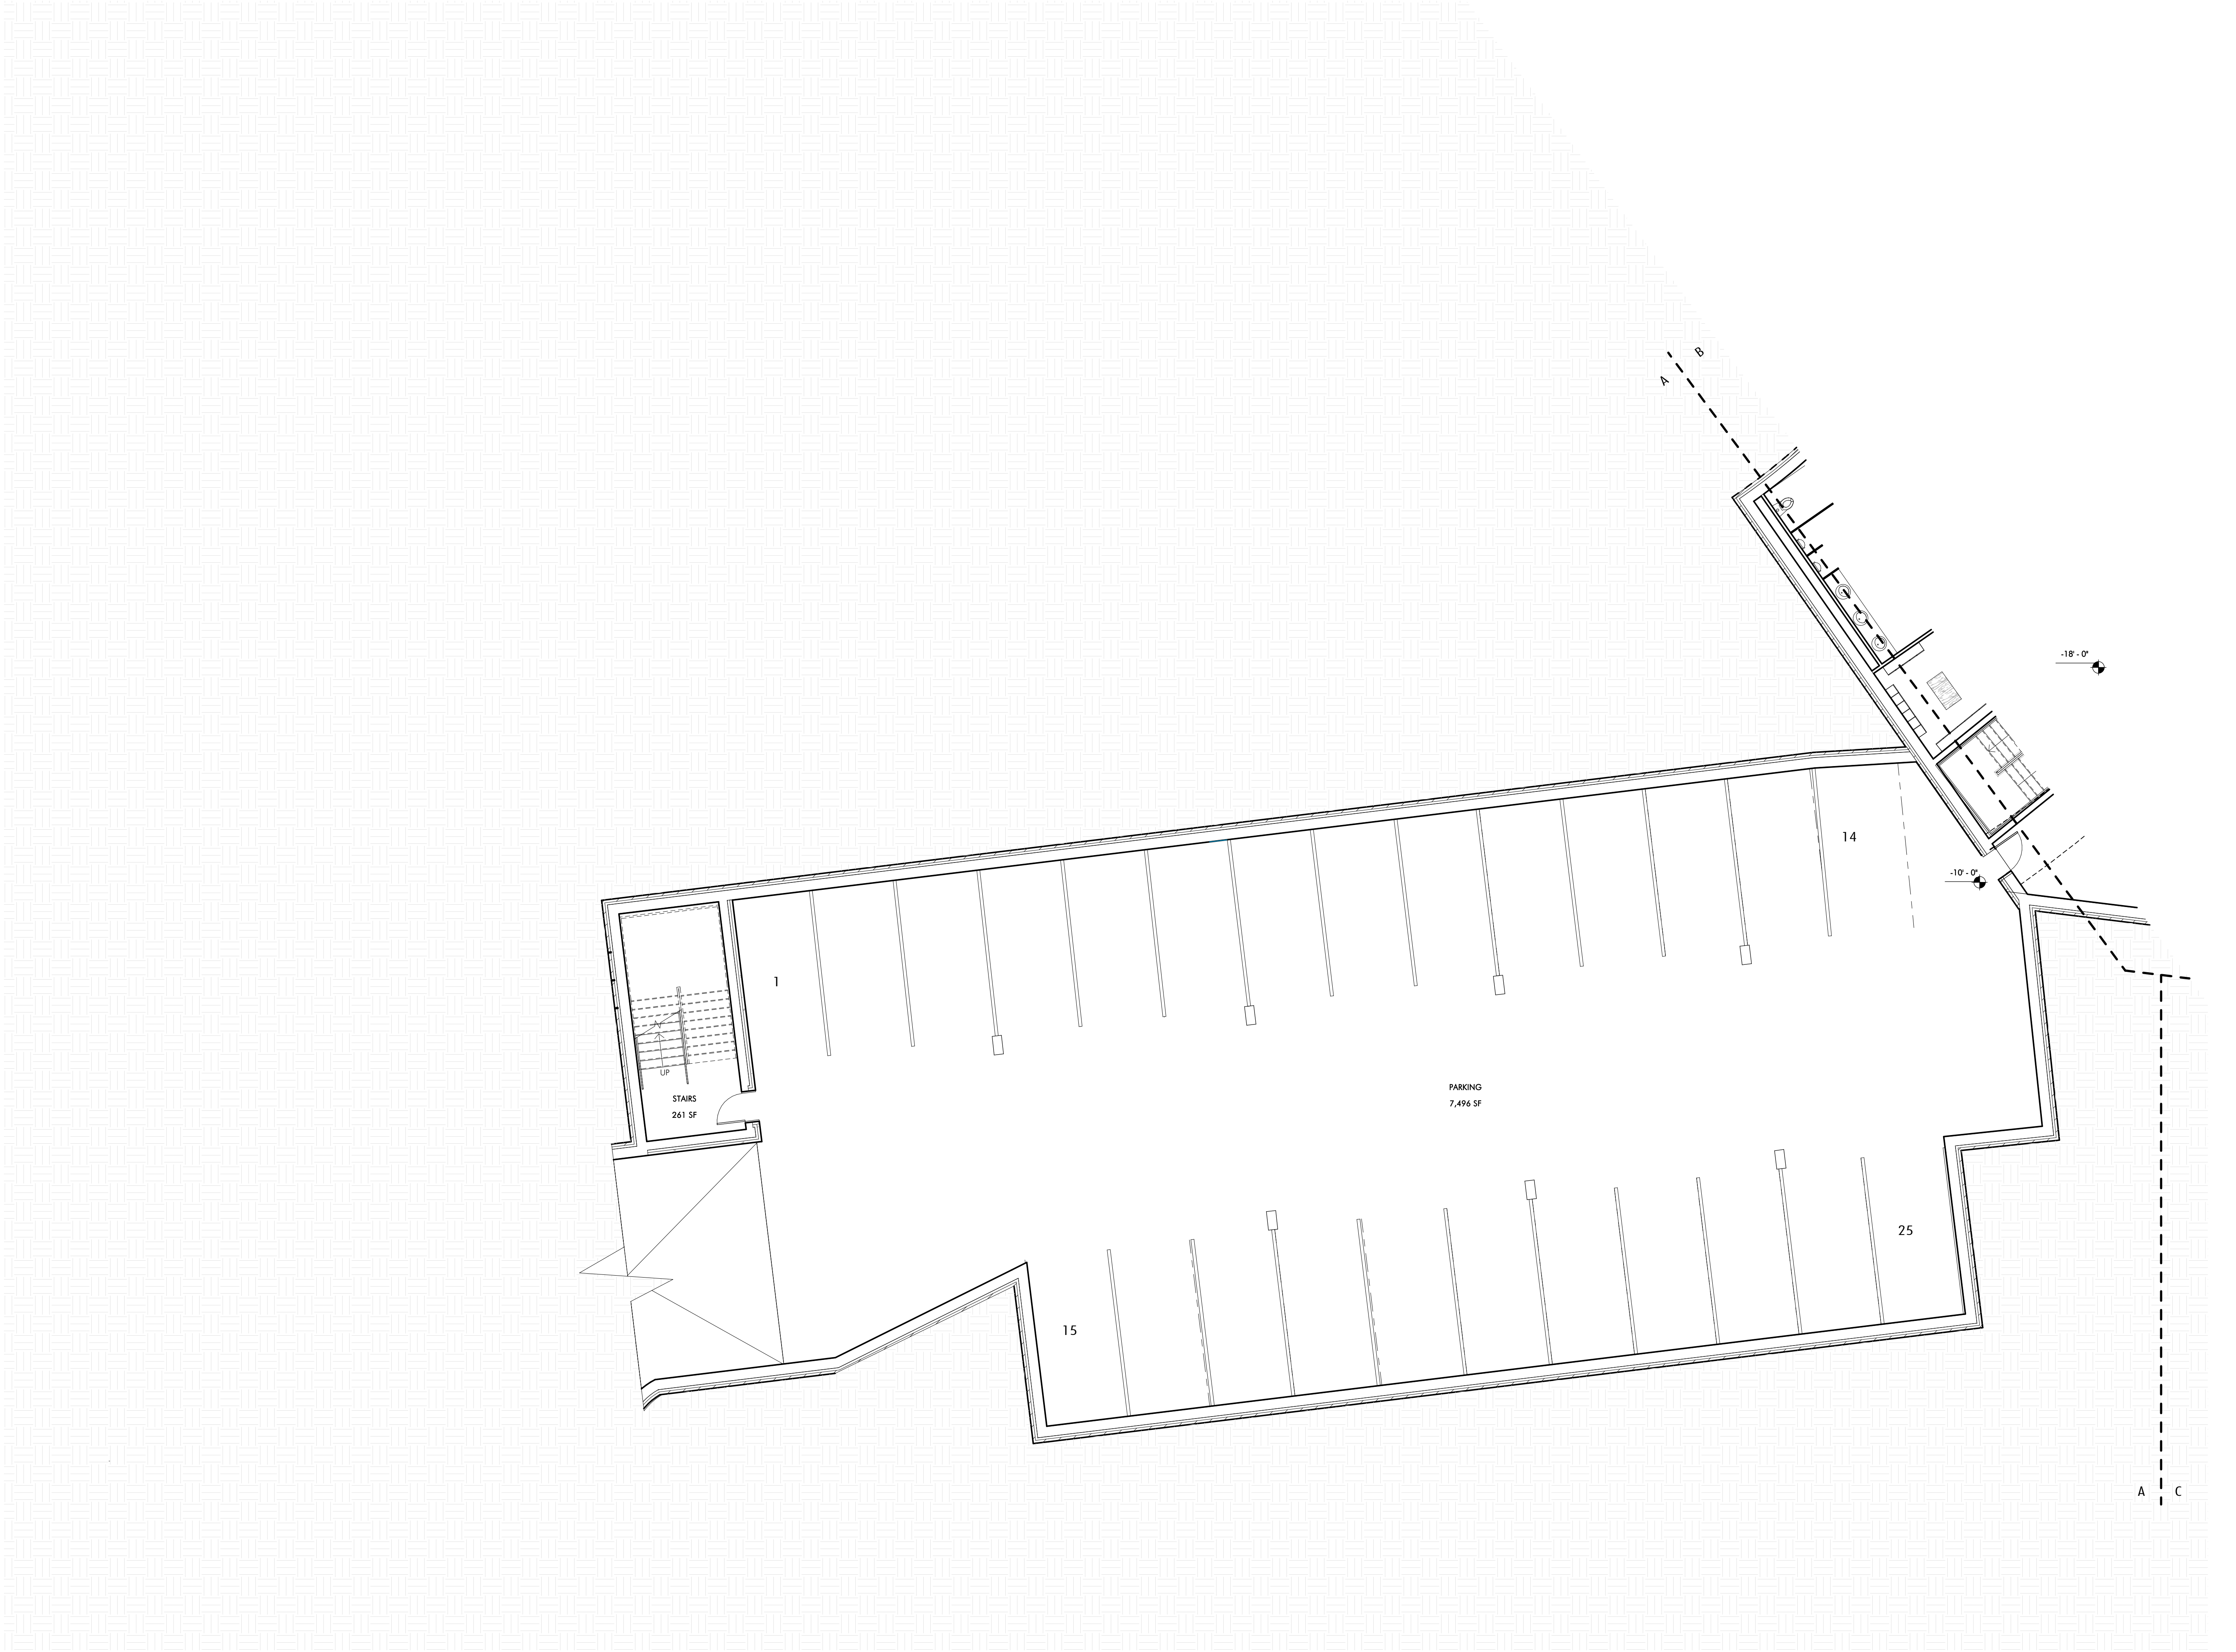 B
A
-18' - 0"
14
-10' - 0"
1
UP
STAIRS
261 SF
PARKING
7,496 SF
25
15
A
C